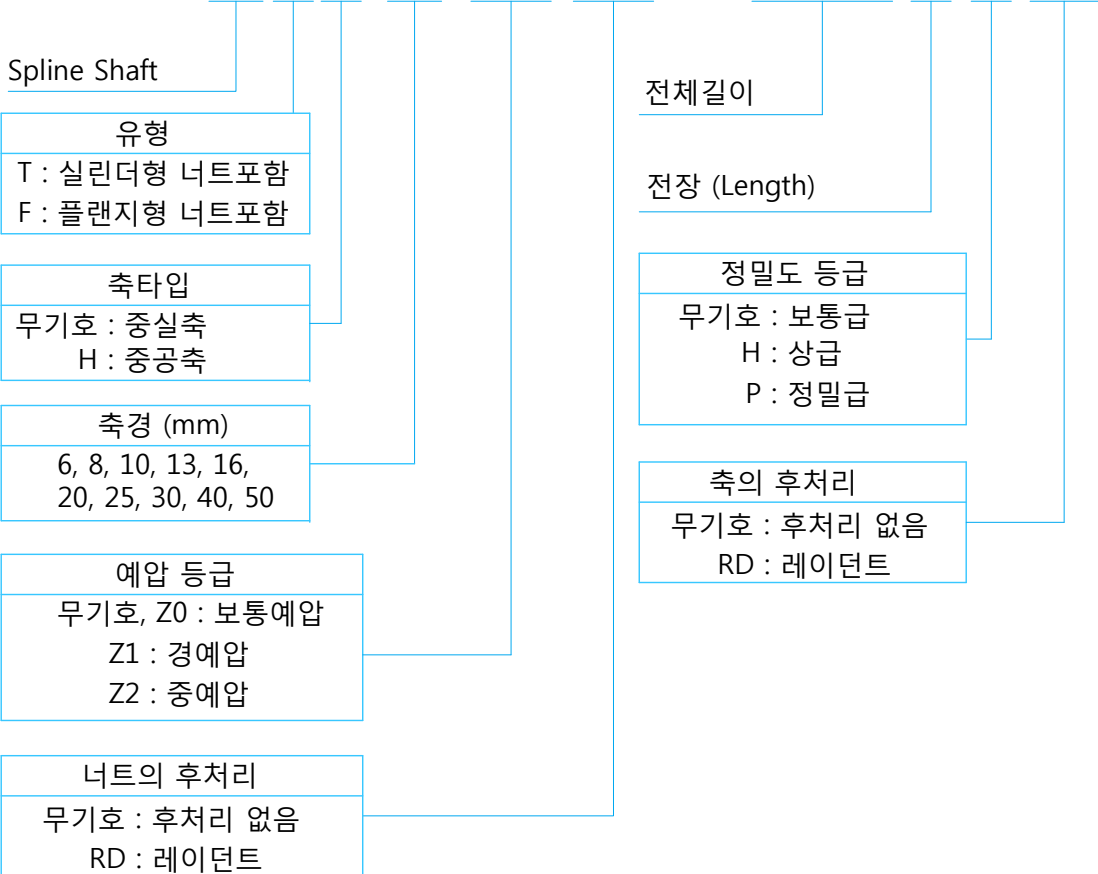 Spline Shaft
유형
T : 실린더형 너트포함
F : 플랜지형 너트포함
축타입
무기호 : 중실축
H : 중공축
축경 (mm)
6, 8, 10, 13, 16,
20, 25, 30, 40, 50
예압 등급
무기호, Z0 : 보통예압
Z1 : 경예압
Z2 : 중예압
너트의 후처리
무기호 : 후처리 없음
RD : 레이던트
전체길이
전장 (Length)
정밀도 등급
무기호 : 보통급
H : 상급
P : 정밀급
축의 후처리
무기호 : 후처리 없음
RD : 레이던트